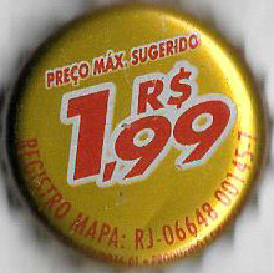 PREÇO MÁX. SUGERIDO
R$
1,99
REGISTRO MAPA: RJ-06648 00145-7